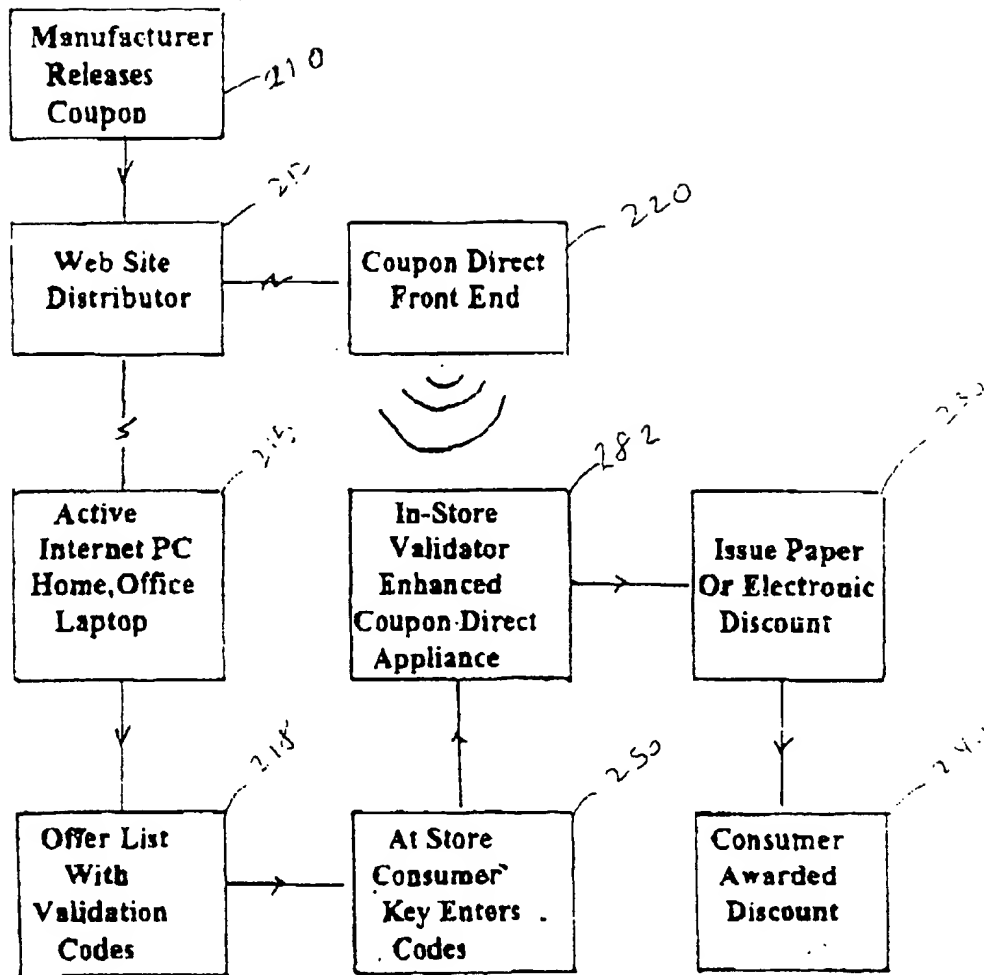 Manufacturer
Releases
Coupon
210
Web Site
Distributor
Coupon Direct
Front End
220
Active
Internet PC
Home, Office
Laptop
In-Store
Validator
Enhanced
Coupon-Direct
Appliance
282
Issue Paper
Or Electronic
Discount
Offer List
With
Validation
Codes
At Store
Consumer
Key Enters
Codes
250
Consumer
Awarded
Discount